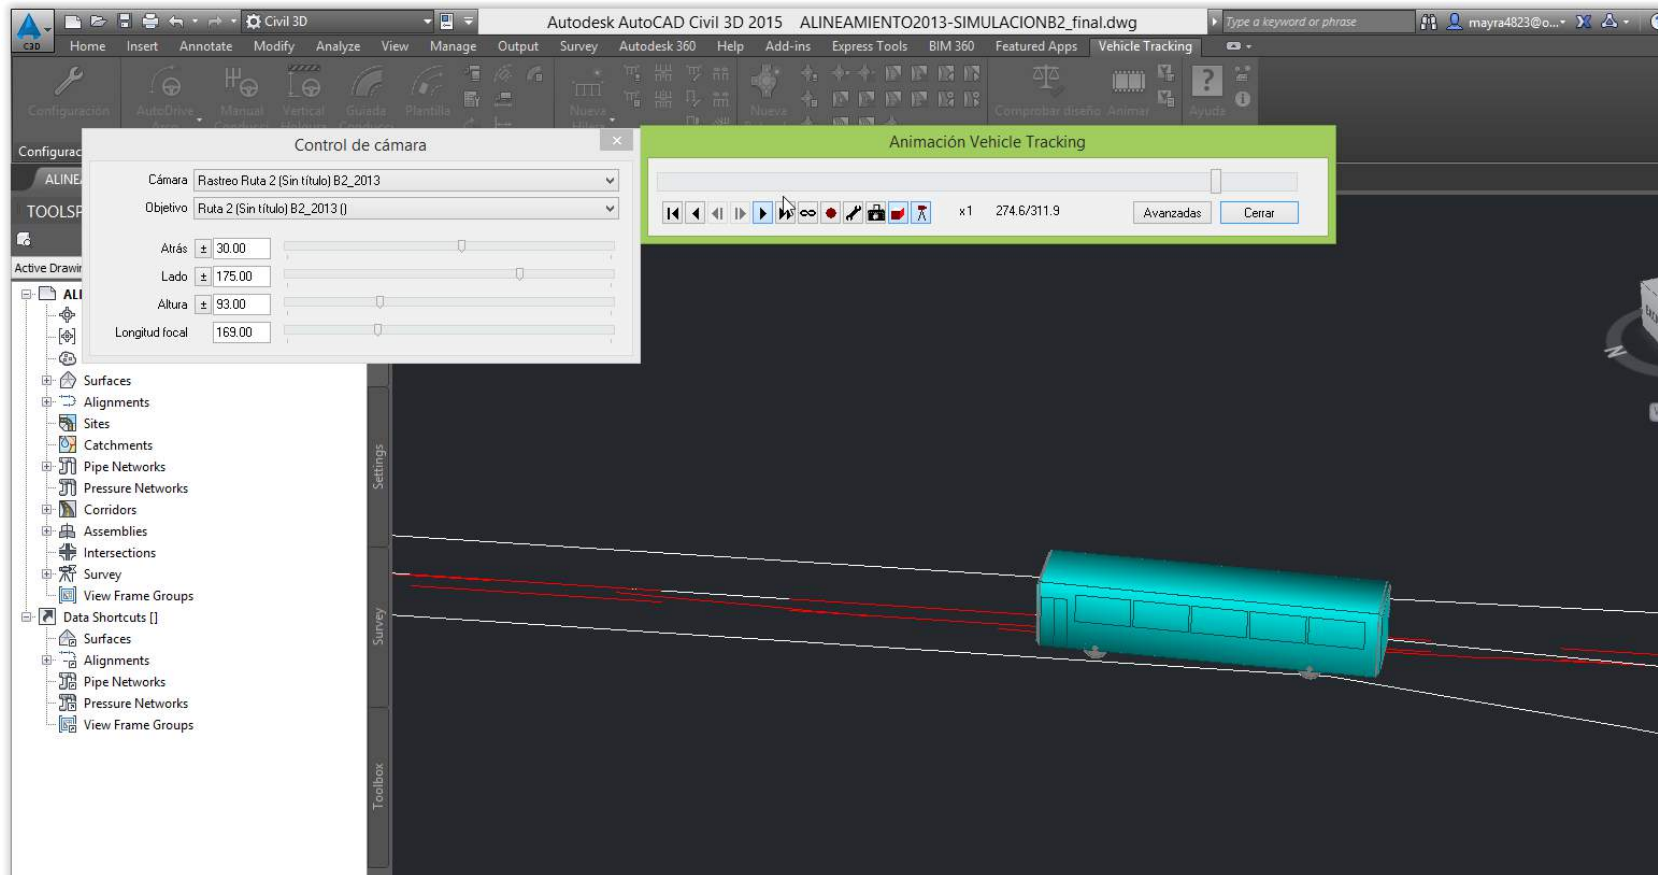 Civil 3D
Autodesk AutoCAD Civil 3D 2015 ALINEAMIENTO2013-SIMULACIONB2_final.dwg
Type a keyword or phrase
mayra4823@o...
C3D
Home Insert Annotate Modify Analyze View Manage Output Survey Autodesk 360 Help Add-ins Express Tools BIM 360 Featured Apps Vehicle Tracking
Configuración AutoDrive Manual Vertical Guiada Plantilla Nueva Nueva Comprobar diseño Animar Ayuda
Configurac
Control de cámara
Animación Vehicle Tracking
ALINE
Cámara Rastreo Ruta 2 (Sin título) B2_2013
TOOLSP
Objetivo Ruta 2 (Sin título) B2_2013 ()
x1 274.6/311.9 Avanzadas Cerrar
Atrás ± 30.00
Active Drawin
Lado ± 175.00
ALI
Altura ± 93.00
Longitud focal 169.00
Surfaces
Alignments
Sites
Catchments
Pipe Networks
Pressure Networks
Corridors
Assemblies
Intersections
Survey
View Frame Groups
Data Shortcuts []
Surfaces
Alignments
Pipe Networks
Pressure Networks
View Frame Groups
Settings
Survey
Toolbox
N